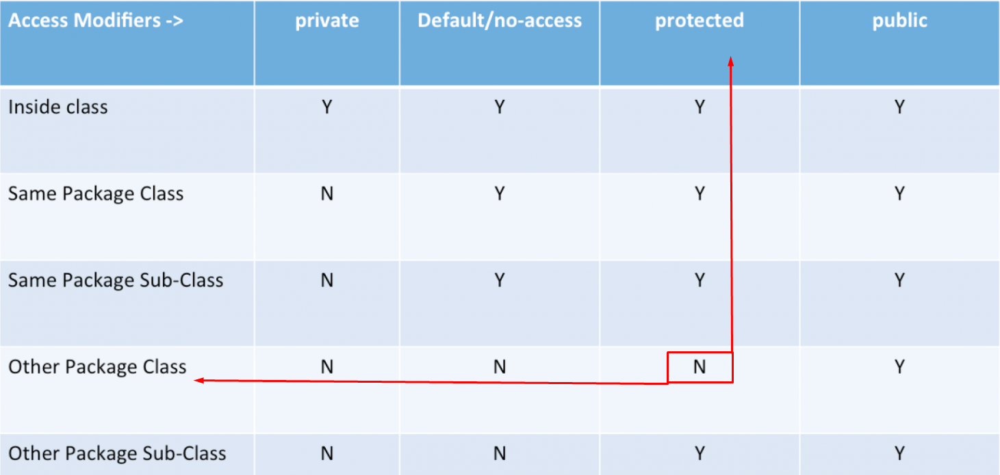 Access Modifiers -> private Default/no-access protected public
Inside class Y Y Y Y
Same Package Class N Y Y Y
Same Package Sub-Class N Y Y Y
Other Package Class N N N Y
Other Package Sub-Class N N Y Y